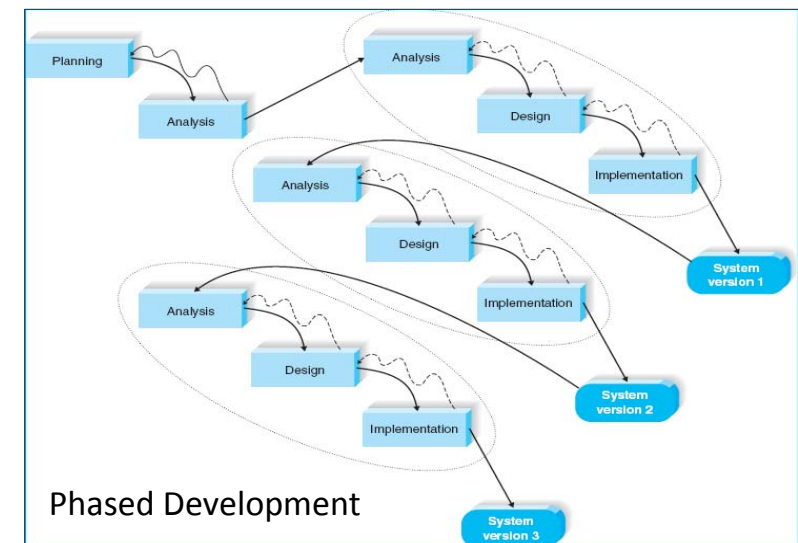 Planning
Analysis
Analysis
Design
Implementation
System
version 1
Analysis
Design
Implementation
System
version 2
Analysis
Design
Implementation
System
version 3
Phased Development